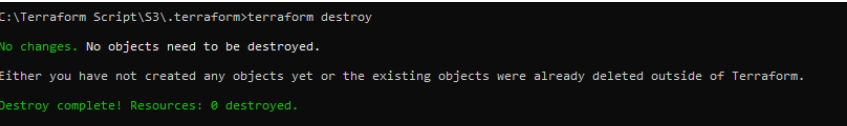 C:\Terraform Script\S3\.terraform>terraform destroy
No changes. No objects need to be destroyed.
Either you have not created any objects yet or the existing objects were already deleted outside of Terraform.
Destroy complete! Resources: 0 destroyed.